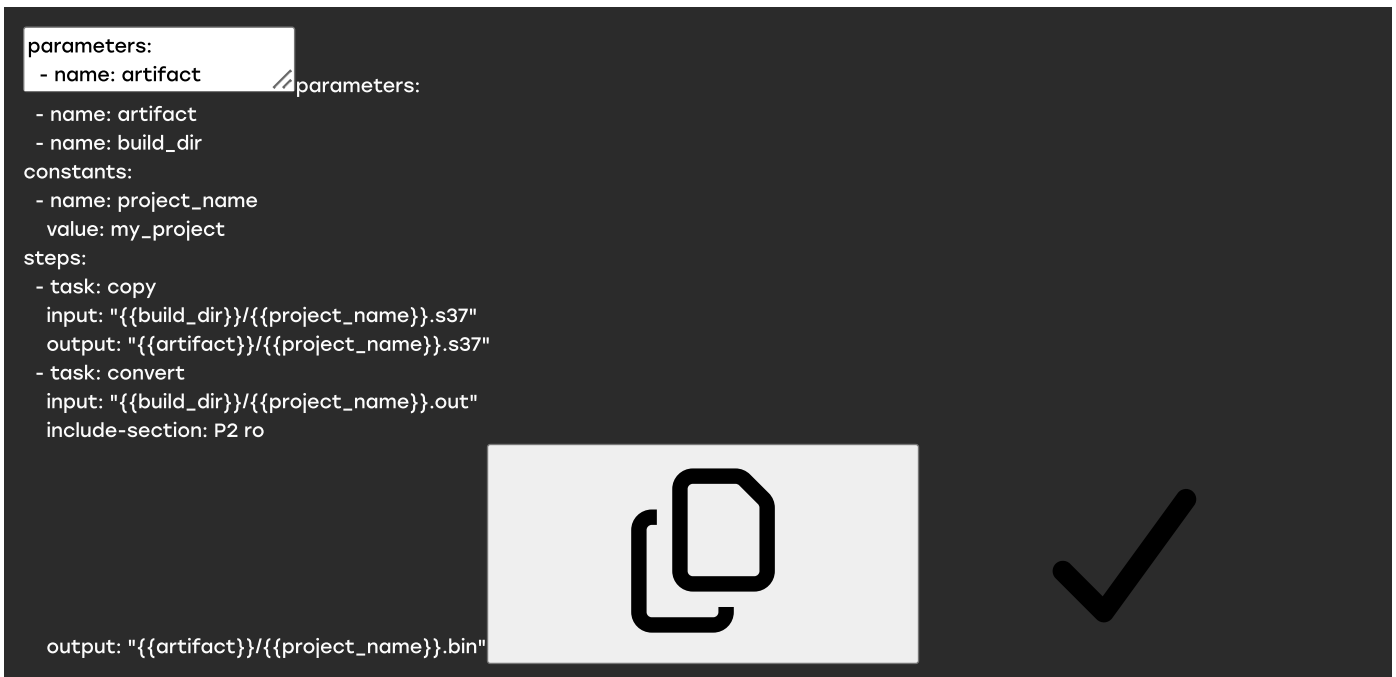 parameters:
  - name: artifact
parameters:
  - name: artifact
  - name: build_dir
constants:
  - name: project_name
    value: my_project
steps:
  - task: copy
    input: "{{build_dir}}/{{project_name}}.s37"
    output: "{{artifact}}/{{project_name}}.s37"
  - task: convert
    input: "{{build_dir}}/{{project_name}}.out"
    include-section: P2 ro
    output: "{{artifact}}/{{project_name}}.bin"